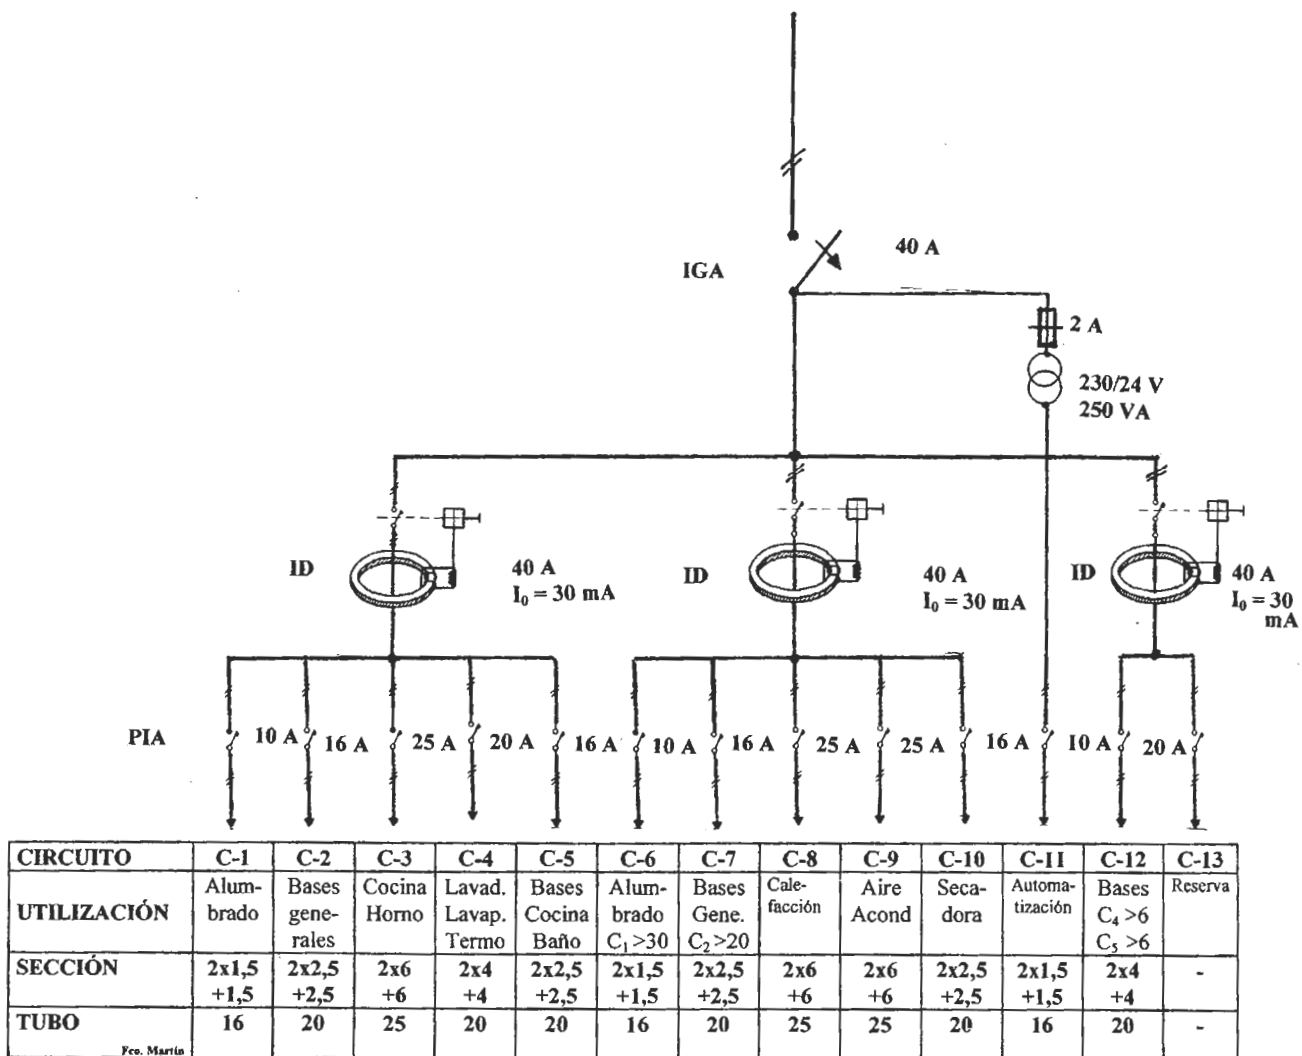 40 A
IGA
2 A
230/24 V
250 VA
ID
40 A
I₀ = 30 mA
ID
40 A
I₀ = 30 mA
ID
40 A
I₀ = 30
mA
PIA
10 A
16 A
25 A
20 A
16 A
10 A
16 A
25 A
25 A
16 A
10 A
20 A
CIRCUITO C-1 C-2 C-3 C-4 C-5 C-6 C-7 C-8 C-9 C-10 C-11 C-12 C-13
UTILIZACIÓN
Alum-
brado
Bases
gene-
rales
Cocina
Horno
Lavad.
Lavap.
Termo
Bases
Cocina
Baño
Alum-
brado
C₁ >30
Bases
Gene.
C₂ >20
Cale-
facción
Aire
Acond
Seca-
dora
Automa-
tización
Bases
C₄ >6
C₅ >6
Reserva
SECCIÓN 2x1,5 2x2,5 2x6 2x4 2x2,5 2x1,5 2x2,5 2x6 2x6 2x2,5 2x1,5 2x4 -
+1,5 +2,5 +6 +4 +2,5 +1,5 +2,5 +6 +6 +2,5 +1,5 +4
TUBO 16 20 25 20 20 16 20 25 25 20 16 20 -
Fco. Martín